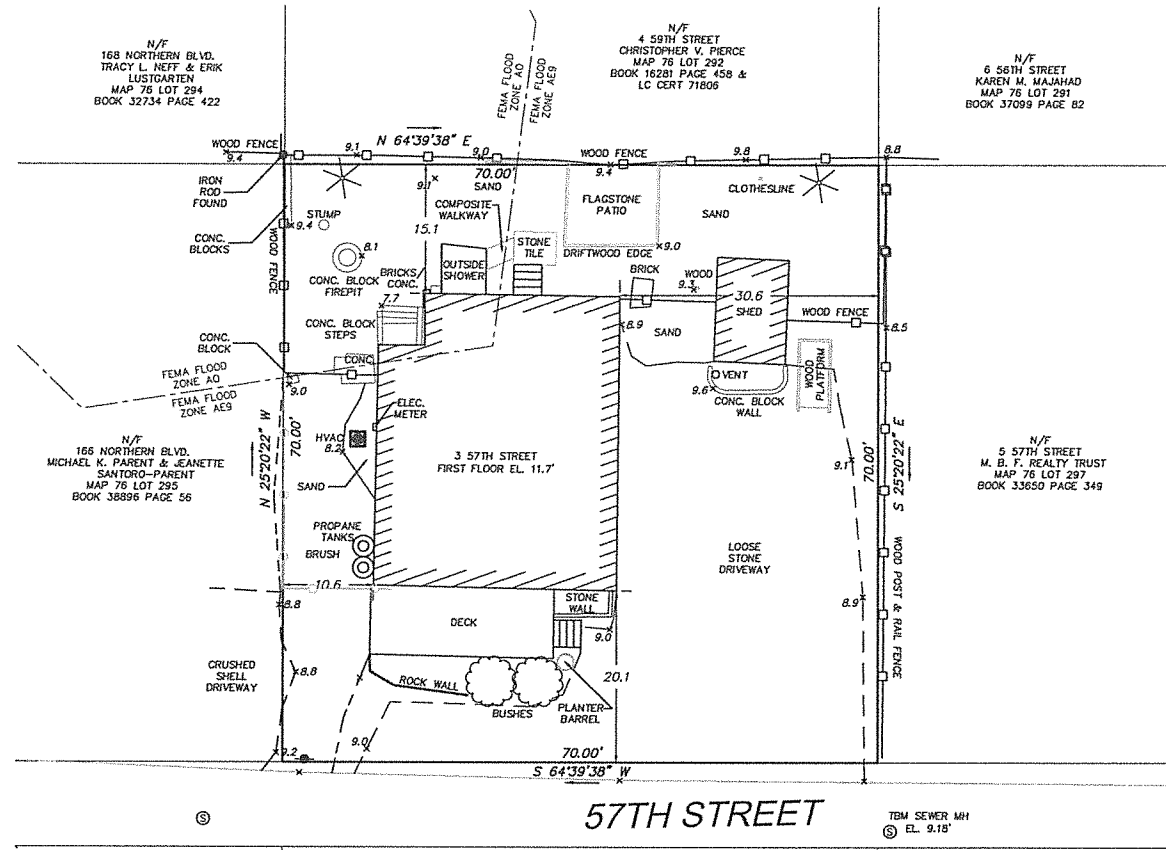 N/F
168 NORTHERN BLVD.
TRACY L. NEFF & ERIK
LUSTGARTEN
MAP 76 LOT 294
BOOK 32734 PAGE 422
N/F
4 59TH STREET
CHRISTOPHER V. PIERCE
MAP 76 LOT 292
BOOK 16281 PAGE 458 &
LC CERT 71806
N/F
6 56TH STREET
KAREN M. MAJAHAD
MAP 76 LOT 291
BOOK 37099 PAGE 82
FEMA FLOOD
ZONE AO
FEMA FLOOD
ZONE AE9
WOOD FENCE
9.4
9.1
N 64°39'38" E
9.0
70.00'
SAND
WOOD FENCE
9.4
9.8
8.8
IRON
ROD
FOUND
9.1
CLOTHESLINE
STUMP
COMPOSITE
WALKWAY
FLAGSTONE
PATIO
SAND
CONC.
BLOCKS
WOOD FENCE
9.4
15.1
8.1
OUTSIDE
SHOWER
STONE
TILE
DRIFTWOOD EDGE
9.0
CONC. BLOCK
FIREPIT
BRICKS
CONC.
BRICK
WOOD
9.3
30.6
SHED
7.7
CONC. BLOCK
STEPS
8.9
SAND
WOOD FENCE
8.5
CONC.
BLOCK
CONC.
FEMA FLOOD
ZONE AO
FEMA FLOOD
ZONE AE9
9.0
VENT
9.6
CONC. BLOCK
WALL
WOOD
PLATFORM
ELEC.
METER
N/F
166 NORTHERN BLVD.
MICHAEL K. PARENT & JEANETTE
SANTORO-PARENT
MAP 76 LOT 295
BOOK 38896 PAGE 56
N 25°20'22" W
70.00'
HVAC
8.2
SAND
3 57TH STREET
FIRST FLOOR EL. 11.7'
9.1
70.00'
S 25°20'22" E
N/F
5 57TH STREET
M. B. F. REALTY TRUST
MAP 76 LOT 297
BOOK 33650 PAGE 349
PROPANE
TANKS
BRUSH
LOOSE
STONE
DRIVEWAY
10.6
8.8
8.9
WOOD POST & RAIL FENCE
DECK
STONE
WALL
9.0
CRUSHED
SHELL
DRIVEWAY
8.8
ROCK WALL
20.1
BUSHES
PLANTER
BARREL
9.2
9.0
70.00'
S 64°39'38" W
57TH STREET
S
TBM SEWER MH
S EL. 9.18'